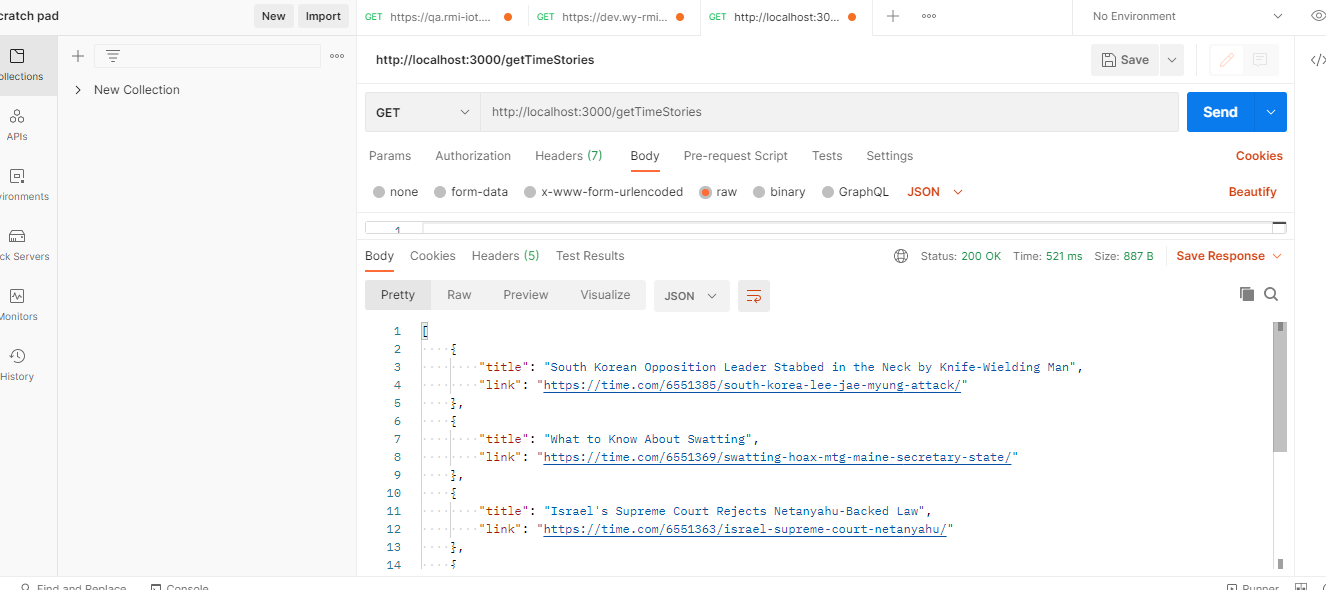 cratch pad New Import GET https://qa.rmi-iot.... GET https://dev.wy-rmi... GET http://localhost:30... No Environment
http://localhost:3000/getTimeStories Save
ollections
New Collection
GET http://localhost:3000/getTimeStories Send
APIs
Params Authorization Headers (7) Body Pre-request Script Tests Settings Cookies
vironments none form-data x-www-form-urlencoded raw binary GraphQL JSON Beautify
1
ck Servers Body Cookies Headers (5) Test Results Status: 200 OK Time: 521 ms Size: 887 B Save Response
Pretty Raw Preview Visualize JSON
Monitors
1 [
2 {
3 "title": "South Korean Opposition Leader Stabbed in the Neck by Knife-Wielding Man",
History
4 "link": "https://time.com/6551385/south-korea-lee-jae-myung-attack/"
5 },
6 {
7 "title": "What to Know About Swatting",
8 "link": "https://time.com/6551369/swatting-hoax-mtg-maine-secretary-state/"
9 },
10 {
11 "title": "Israel's Supreme Court Rejects Netanyahu-Backed Law",
12 "link": "https://time.com/6551363/israel-supreme-court-netanyahu/"
13 },
14 {
Find and Replace Console Runner